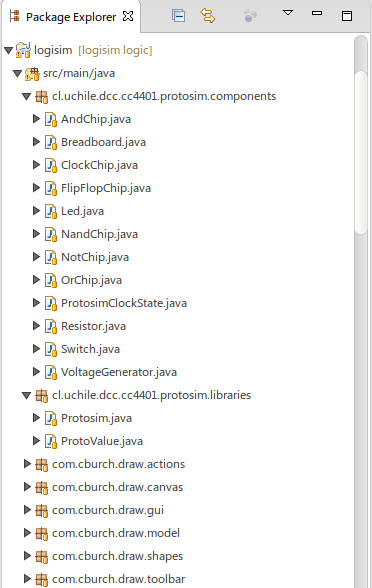 Package Explorer
logisim [logisim logic]
src/main/java
cl.uchile.dcc.cc4401.protosim.components
AndChip.java
Breadboard.java
ClockChip.java
FlipFlopChip.java
Led.java
NandChip.java
NotChip.java
OrChip.java
ProtosimClockState.java
Resistor.java
Switch.java
VoltageGenerator.java
cl.uchile.dcc.cc4401.protosim.libraries
Protosim.java
ProtoValue.java
com.cburch.draw.actions
com.cburch.draw.canvas
com.cburch.draw.gui
com.cburch.draw.model
com.cburch.draw.shapes
com.cburch.draw.toolbar